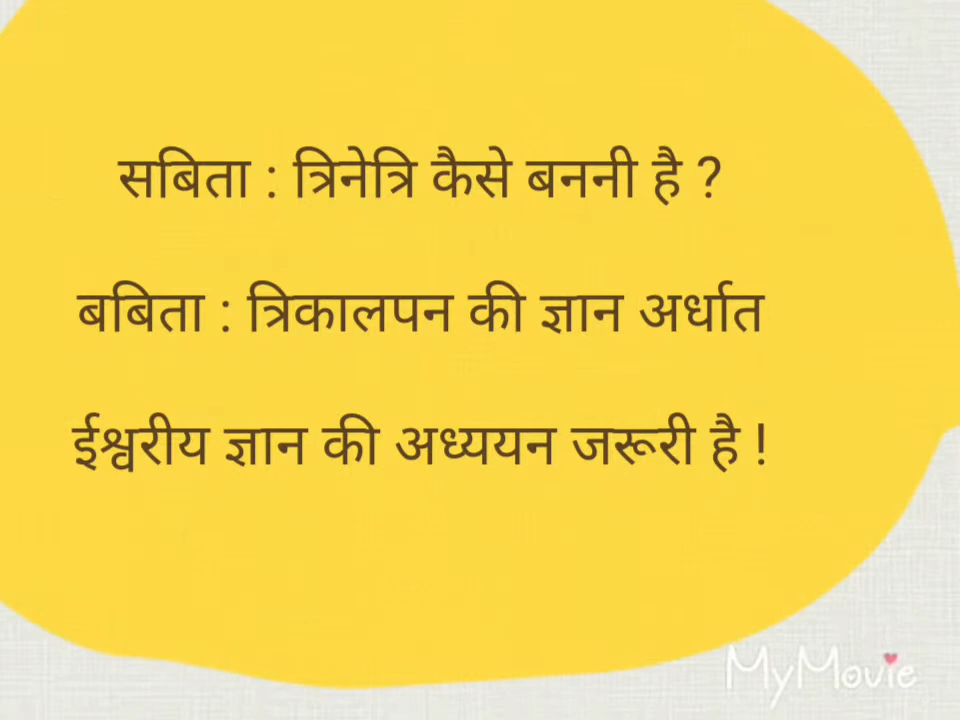 सबिता : त्रिनेत्रि कैसे बननी है ?
बबिता : त्रिकालपन की ज्ञान अर्धात
ईश्वरीय ज्ञान की अध्ययन जरूरी है !
MyMovie